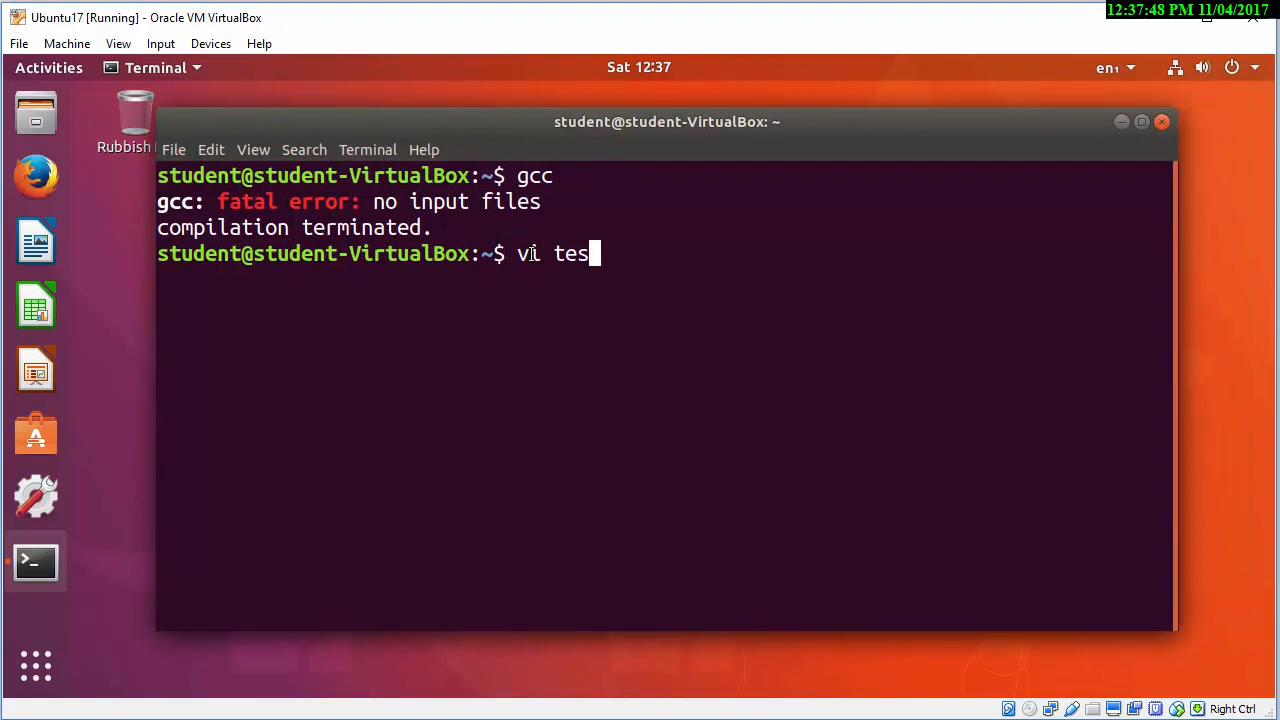 Ubuntu17 [Running] - Oracle VM VirtualBox
12:37:48 PM 11/04/2017
File Machine View Input Devices Help
Activities Terminal Sat 12:37 en₁
Rubbish
student@student-VirtualBox: ~
File Edit View Search Terminal Help
student@student-VirtualBox:~$ gcc
gcc: fatal error: no input files
compilation terminated.
student@student-VirtualBox:~$ vi tes
Right Ctrl